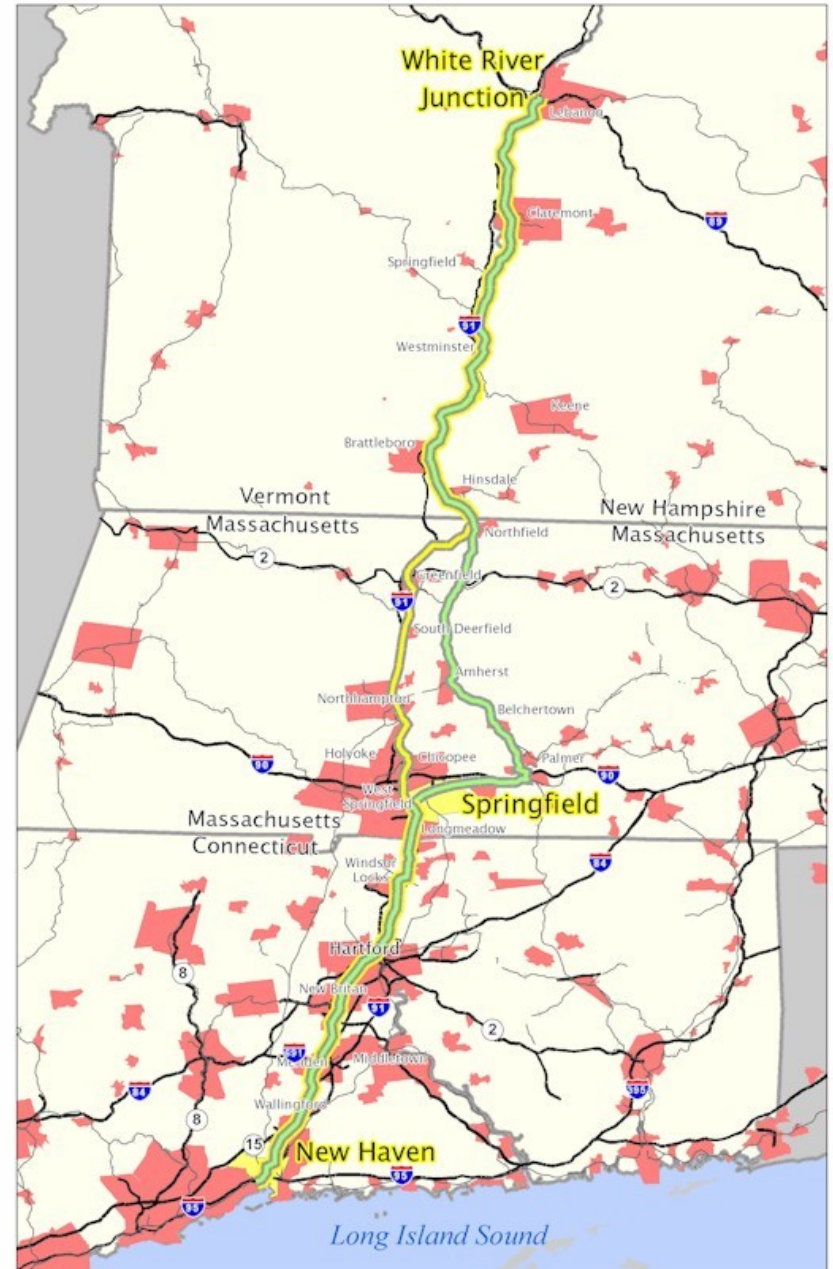 White River
Junction
Lebanon
Claremont
89
Springfield
91
Westminster
Keene
Brattleboro
Hinsdale
Vermont
New Hampshire
Massachusetts
Massachusetts
Northfield
2
Greenfield
2
91
South Deerfield
Amherst
Northhampton
Belchertown
Holyoke
Chicopee
Palmer
90
90
West
Springfield
Springfield
Massachusetts
Longmeadow
Connecticut
Windsor
Locks
84
Hartford
8
New Britan
91
2
691
Meriden
Middletown
84
395
Wallingford
8
15
New Haven
95
95
Long Island Sound